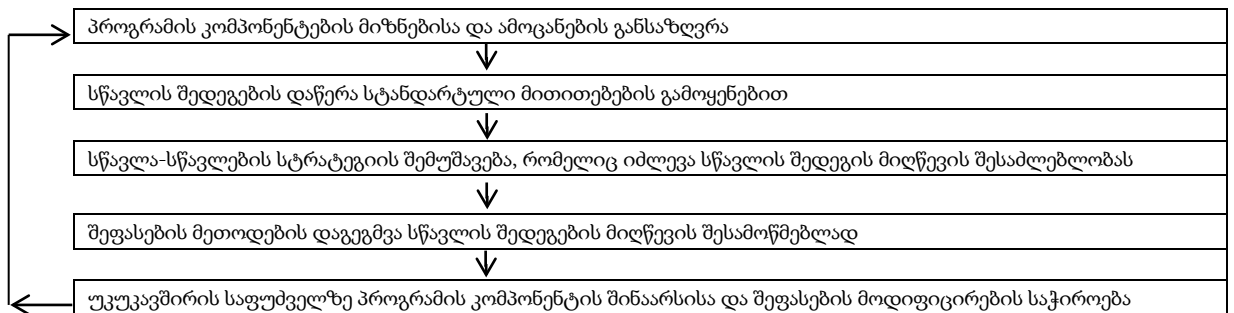 პროგრამის კომპონენტების მიზნებისა და ამოცანების განსაზღვრა
სწავლის შედეგების დაწერა სტანდარტული მითითებების გამოყენებით
სწავლა-სწავლების სტრატეგიის შემუშავება, რომელიც იძლევა სწავლის შედეგის მიღწევის შესაძლებლობას
შეფასების მეთოდების დაგეგმვა სწავლის შედეგების მიღწევის შესამოწმებლად
უკუკავშირის საფუძველზე პროგრამის კომპონენტის შინაარსისა და შეფასების მოდიფიცირების საჭიროება